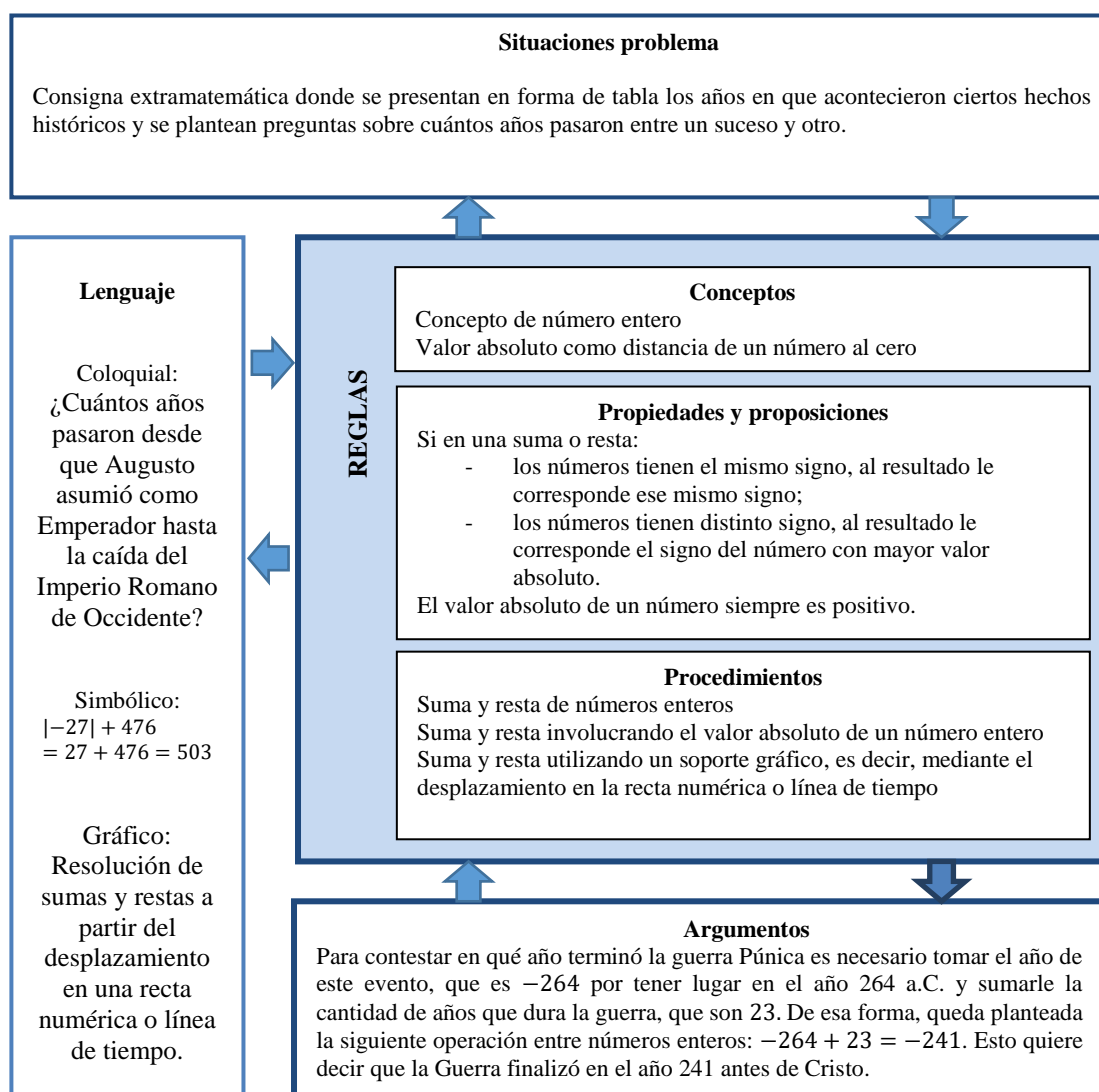 Situaciones problema
Consigna extramatemática donde se presentan en forma de tabla los años en que acontecieron ciertos hechos
históricos y se plantean preguntas sobre cuántos años pasaron entre un suceso y otro.
Lenguaje
Coloquial:
¿Cuántos años
pasaron desde
que Augusto
asumió como
Emperador hasta
la caída del
Imperio Romano
de Occidente?
Simbólico:
|−27| + 476
= 27 + 476 = 503
Gráfico:
Resolución de
sumas y restas a
partir del
desplazamiento
en una recta
numérica o línea
de tiempo.
REGLAS
Conceptos
Concepto de número entero
Valor absoluto como distancia de un número al cero
Propiedades y proposiciones
Si en una suma o resta:
- los números tienen el mismo signo, al resultado le
corresponde ese mismo signo;
- los números tienen distinto signo, al resultado le
corresponde el signo del número con mayor valor
absoluto.
El valor absoluto de un número siempre es positivo.
Procedimientos
Suma y resta de números enteros
Suma y resta involucrando el valor absoluto de un número entero
Suma y resta utilizando un soporte gráfico, es decir, mediante el
desplazamiento en la recta numérica o línea de tiempo
Argumentos
Para contestar en qué año terminó la guerra Púnica es necesario tomar el año de
este evento, que es −264 por tener lugar en el año 264 a.C. y sumarle la
cantidad de años que dura la guerra, que son 23. De esa forma, queda planteada
la siguiente operación entre números enteros: −264 + 23 = −241. Esto quiere
decir que la Guerra finalizó en el año 241 antes de Cristo.